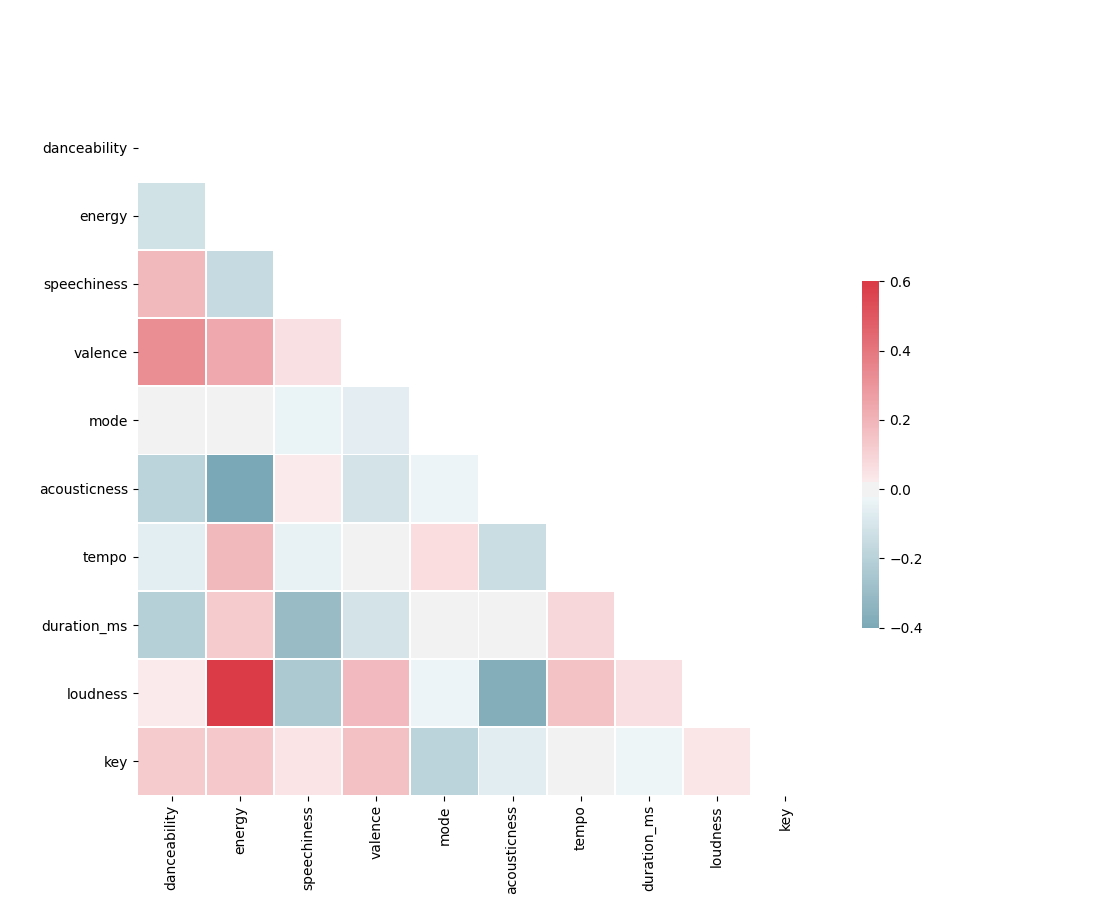 danceability
energy
speechiness
valence
mode
acousticness
tempo
duration_ms
loudness
key
danceability
energy
speechiness
valence
mode
acousticness
tempo
duration_ms
loudness
key
0.6
0.4
0.2
0.0
−0.2
−0.4